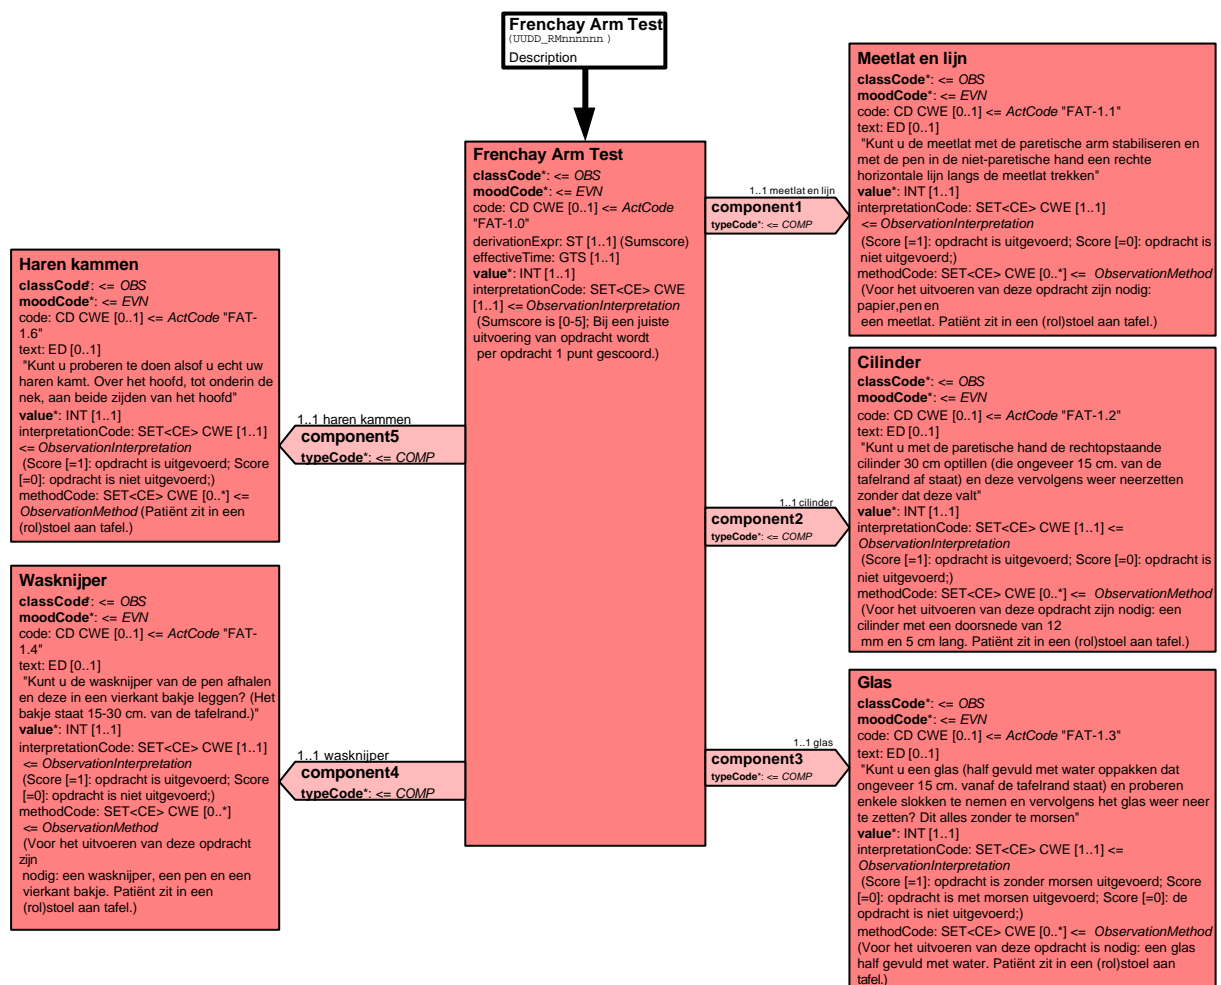 Frenchay Arm Test
(UUDD_RMnnnnnn )
Description
Frenchay Arm Test
classCode*: <= OBS
moodCode*: <= EVN
code: CD CWE [0..1] <= ActCode
"FAT-1.0"
derivationExpr: ST [1..1] (Sumscore)
effectiveTime: GTS [1..1]
value*: INT [1..1]
interpretationCode: SET<CE> CWE
[1..1] <= ObservationInterpretation
(Sumscore is [0-5]; Bij een juiste
uitvoering van opdracht wordt
per opdracht 1 punt gescoord.)
1..1 meetlat en lijn
component1
typeCode*: <= COMP
Meetlat en lijn
classCode*: <= OBS
moodCode*: <= EVN
code: CD CWE [0..1] <= ActCode "FAT-1.1"
text: ED [0..1]
"Kunt u de meetlat met de paretische arm stabiliseren en
met de pen in de niet-paretische hand een rechte
horizontale lijn langs de meetlat trekken"
value*: INT [1..1]
interpretationCode: SET<CE> CWE [1..1]
<= ObservationInterpretation
(Score [=1]: opdracht is uitgevoerd; Score [=0]: opdracht is
niet uitgevoerd;)
methodCode: SET<CE> CWE [0..*] <= ObservationMethod
(Voor het uitvoeren van deze opdracht zijn nodig:
papier,pen en
een meetlat. Patiënt zit in een (rol)stoel aan tafel.)
1..1 cilinder
component2
typeCode*: <= COMP
Cilinder
classCode*: <= OBS
moodCode*: <= EVN
code: CD CWE [0..1] <= ActCode "FAT-1.2"
text: ED [0..1]
"Kunt u met de paretische hand de rechtopstaande
cilinder 30 cm optillen (die ongeveer 15 cm. van de
tafelrand af staat) en deze vervolgens weer neerzetten
zonder dat deze valt"
value*: INT [1..1]
interpretationCode: SET<CE> CWE [1..1] <=
ObservationInterpretation
(Score [=1]: opdracht is uitgevoerd; Score [=0]: opdracht is
niet uitgevoerd;)
methodCode: SET<CE> CWE [0..*] <= ObservationMethod
(Voor het uitvoeren van deze opdracht zijn nodig: een
cilinder met een doorsnede van 12
mm en 5 cm lang. Patiënt zit in een (rol)stoel aan tafel.)
1..1 glas
component3
typeCode*: <= COMP
Glas
classCode*: <= OBS
moodCode*: <= EVN
code: CD CWE [0..1] <= ActCode "FAT-1.3"
text: ED [0..1]
"Kunt u een glas (half gevuld met water oppakken dat
ongeveer 15 cm. vanaf de tafelrand staat) en proberen
enkele slokken te nemen en vervolgens het glas weer neer
te zetten? Dit alles zonder te morsen"
value*: INT [1..1]
interpretationCode: SET<CE> CWE [1..1] <=
ObservationInterpretation
(Score [=1]: opdracht is zonder morsen uitgevoerd; Score
[=0]: opdracht is met morsen uitgevoerd; Score [=0]: de
opdracht is niet uitgevoerd;)
methodCode: SET<CE> CWE [0..*] <= ObservationMethod
(Voor het uitvoeren van deze opdracht is nodig: een glas
half gevuld met water. Patiënt zit in een (rol)stoel aan
tafel.)
1..1 haren kammen
component5
typeCode*: <= COMP
Haren kammen
classCode*: <= OBS
moodCode*: <= EVN
code: CD CWE [0..1] <= ActCode "FAT-
1.6"
text: ED [0..1]
"Kunt u proberen te doen alsof u echt uw
haren kamt. Over het hoofd, tot onderin de
nek, aan beide zijden van het hoofd"
value*: INT [1..1]
interpretationCode: SET<CE> CWE [1..1]
<= ObservationInterpretation
(Score [=1]: opdracht is uitgevoerd; Score
[=0]: opdracht is niet uitgevoerd;)
methodCode: SET<CE> CWE [0..*] <=
ObservationMethod (Patiënt zit in een
(rol)stoel aan tafel.)
1..1 wasknijper
component4
typeCode*: <= COMP
Wasknijper
classCode*: <= OBS
moodCode*: <= EVN
code: CD CWE [0..1] <= ActCode "FAT-
1.4"
text: ED [0..1]
"Kunt u de wasknijper van de pen afhalen
en deze in een vierkant bakje leggen? (Het
bakje staat 15-30 cm. van de tafelrand.)"
value*: INT [1..1]
interpretationCode: SET<CE> CWE [1..1]
<= ObservationInterpretation
(Score [=1]: opdracht is uitgevoerd; Score
[=0]: opdracht is niet uitgevoerd;)
methodCode: SET<CE> CWE [0..*]
<= ObservationMethod
(Voor het uitvoeren van deze opdracht
zijn
nodig: een wasknijper, een pen en een
vierkant bakje. Patiënt zit in een
(rol)stoel aan tafel.)